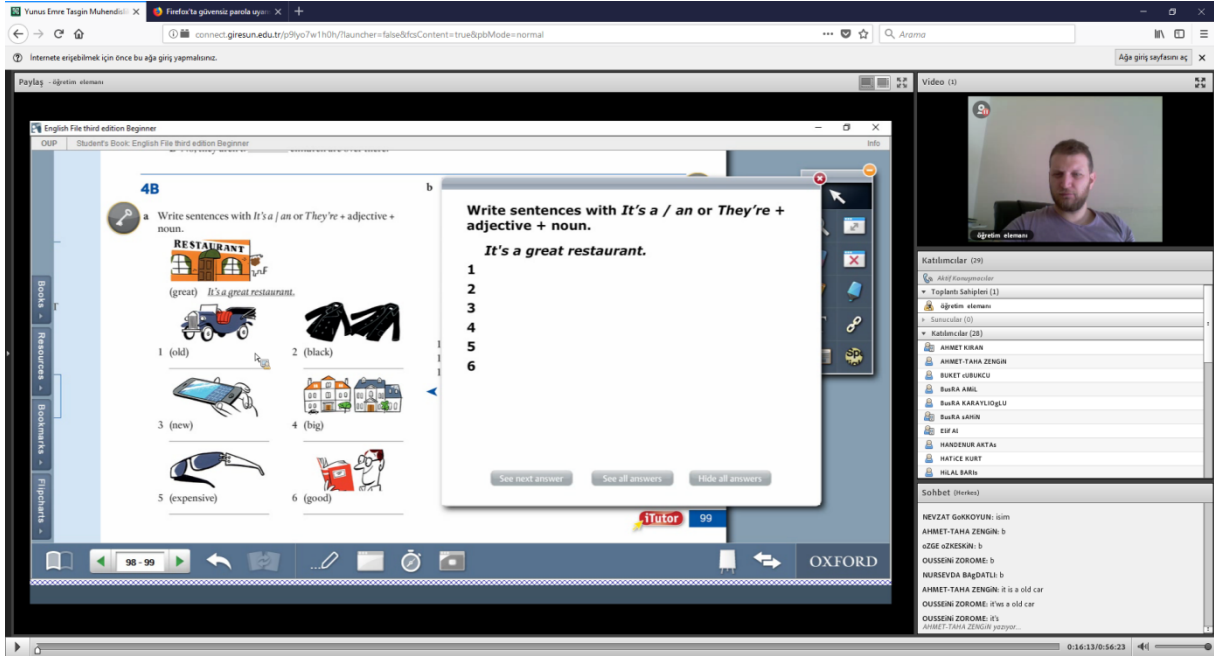 Yunus Emre Tasgin Muhendisl
Firefox'ta güvensiz parola uyarı
connect.giresun.edu.tr/p9lyo7w1h0h/?launcher=false&fcsContent=true&pbMode=normal
Arama
İnternete erişebilmek için önce bu ağa giriş yapmalısınız.
Ağa giriş sayfasını aç
Paylaş - öğretim elemanı
English File third edition Beginner
OUP
Student's Book: English File third edition Beginner
Info
4B
b
a Write sentences with It's a / an or They're + adjective +
noun.
RESTAURANT
(great) It's a great restaurant.
1 (old)
2 (black)
3 (new)
4 (big)
5 (expensive)
6 (good)
Books
Resources
Bookmarks
Flipcharts
Write sentences with It's a / an or They're +
adjective + noun.
It's a great restaurant.
1
2
3
4
5
6
See next answer
See all answers
Hide all answers
iTutor
99
98 - 99
OXFORD
Video (1)
öğretim elemanı
Katılımcılar (29)
Aktif Konuşmacılar
Toplantı Sahipleri (1)
öğretim elemanı
Sunucular (0)
Katılımcılar (28)
AHMET KIRAN
AHMET-TAHA ZENGiN
BUKET cUBUKCU
BusRA AMiL
BusRA KARAYLIOgLU
BusRA sAHiN
Elif Al
HANDENUR AKTAs
HATiCE KURT
HiLAL BARIs
Sohbet (Herkes)
NEVZAT GoKKOYUN: isim
AHMET-TAHA ZENGiN: b
oZGE oZKESKiN: b
OUSSEiNi ZOROME: b
NURSEVDA BAgDATLI: b
AHMET-TAHA ZENGiN: it is a old car
OUSSEiNi ZOROME: it'ws a old car
OUSSEiNi ZOROME: it's
AHMET-TAHA ZENGiN yazıyor...
0:16:13/0:56:23